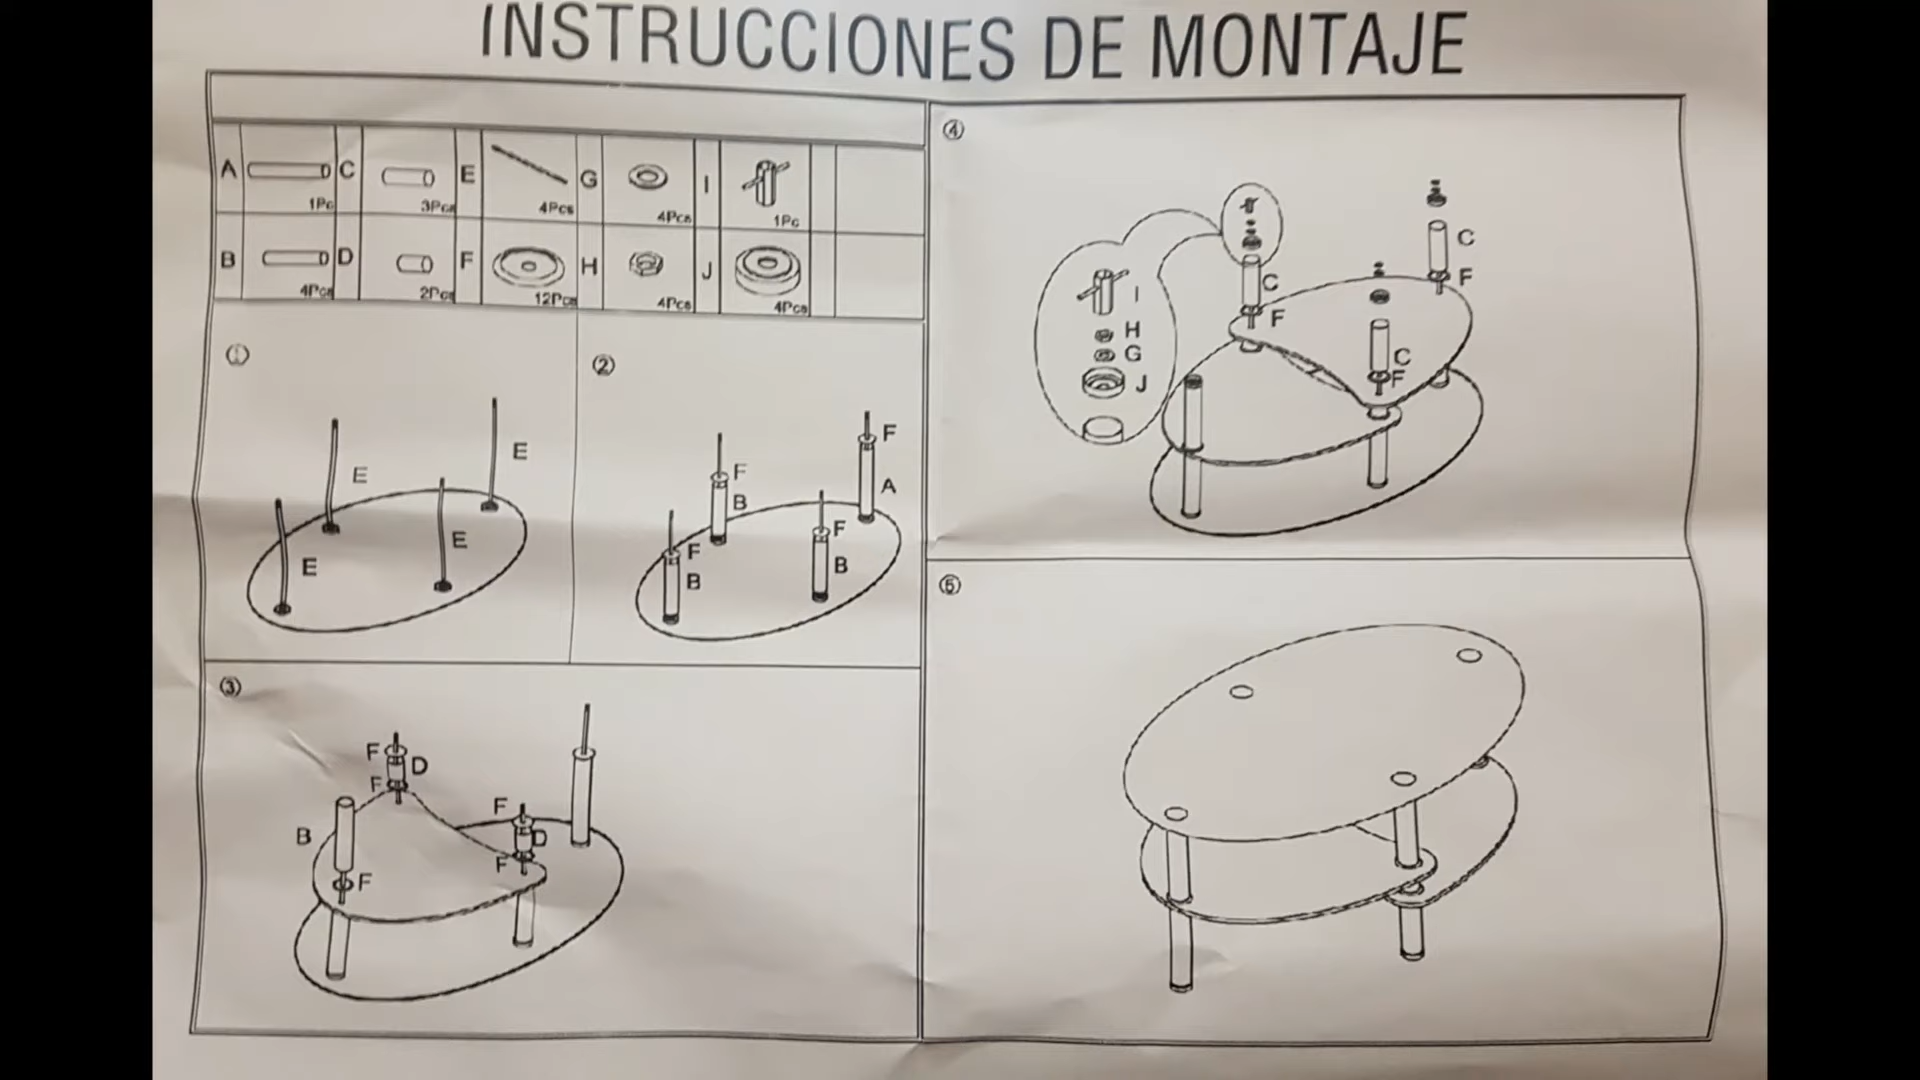 INSTRUCCIONES DE MONTAJE
A 1Pc C 3Pcs E 4Pcs G 4Pcs I 1Pc
B 4Pcs D 2Pcs F 12Pcs H 4Pcs J 4Pcs
①
E
E
E
E
②
F
A
F
B
F
B
F
B
③
F
D
F
F
D
F
B
F
④
C
F
C
F
C
F
I
H
G
J
⑤